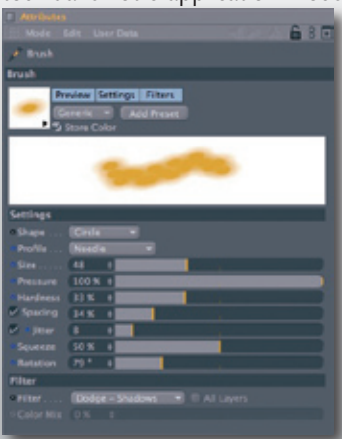 Attributes
Mode Edit User Data
Brush
Brush
Preview Settings Filters
Generic Add Preset
Store Color
Settings
Shape . . . Circle
Profile . . . Needle
Size . . . . . 48
Pressure 100 %
Hardness 33 %
Spacing 34 %
Jitter 8
Squeeze 50 %
Rotation 79 °
Filter
Filter . . . . Dodge – Shadows All Layers
Color Mix 0 %